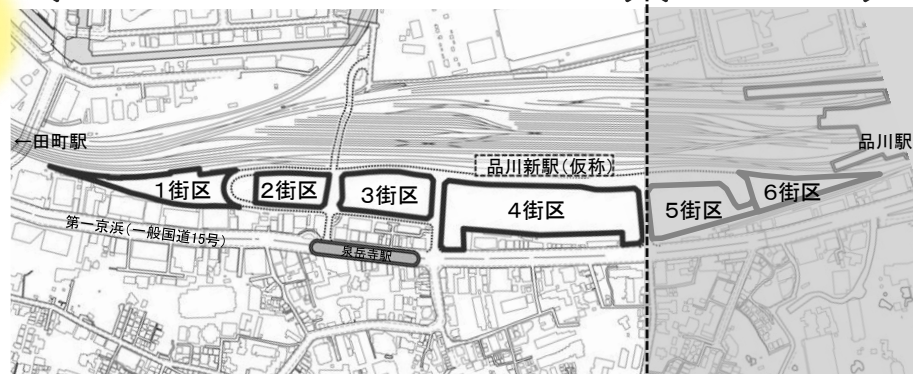 ←田町駅
品川駅
品川新駅(仮称)
1街区
2街区
3街区
4街区
5街区
6街区
第一京浜(一般国道15号)
泉岳寺駅